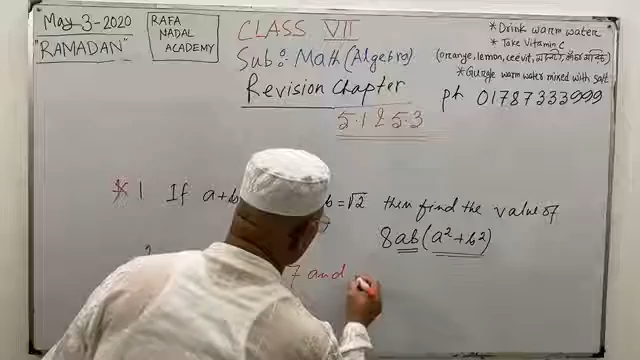 May 3-2020
"RAMADAN"
RAFA
NADAL
ACADEMY
CLASS VII
Sub: Math (Algebra)
Revision Chapter
5.1 & 5.3
* Drink warm water
* Take Vitamin C
(orange, lemon, ceevit,
* Gurgle warm water mixed with salt
ph 01787333999
* 1 If a+b = √2 then find the value of
8ab(a²+b²)
7 and